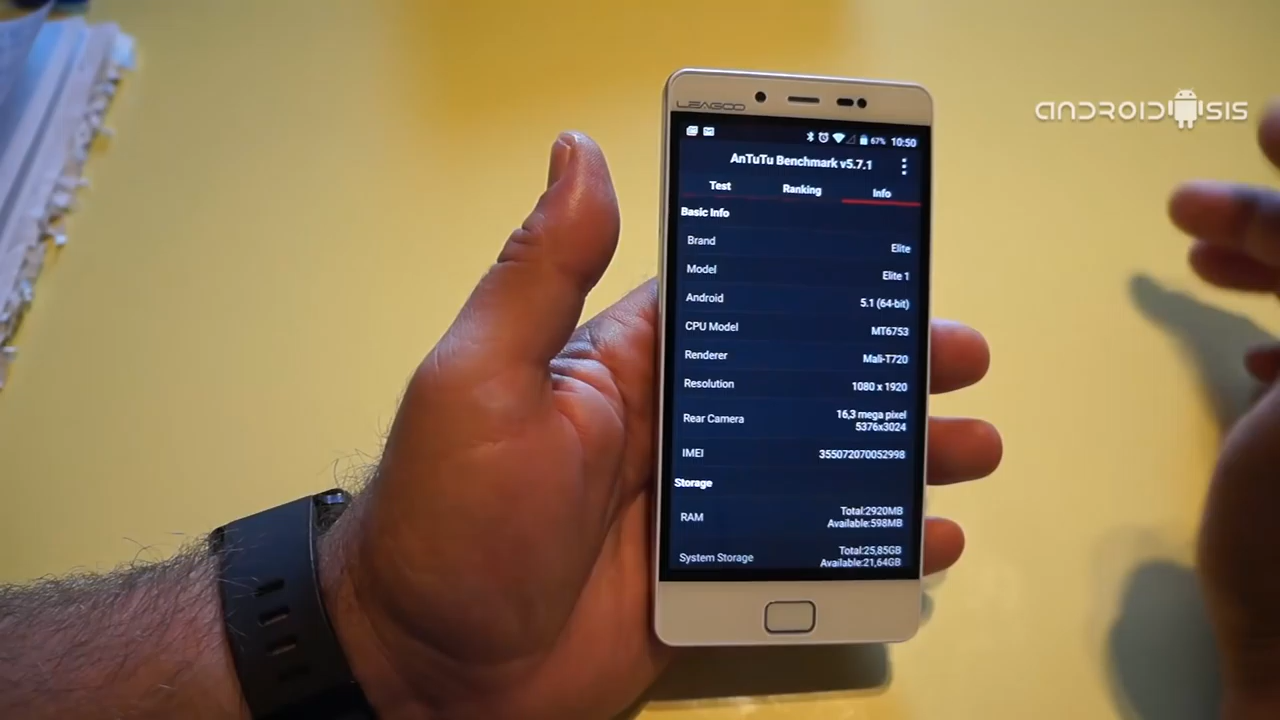 LEAGOO
ANDROIDSIS
67% 10:50
AnTuTu Benchmark v5.7.1
Test Ranking Info
Basic Info
Brand Elite
Model Elite 1
Android 5.1 (64-bit)
CPU Model MT6753
Renderer Mali-T720
Resolution 1080 x 1920
Rear Camera 16,3 mega pixel
5376x3024
IMEI 355072070052998
Storage
RAM Total:2920MB
Available:598MB
System Storage Total:25,85GB
Available:21,64GB